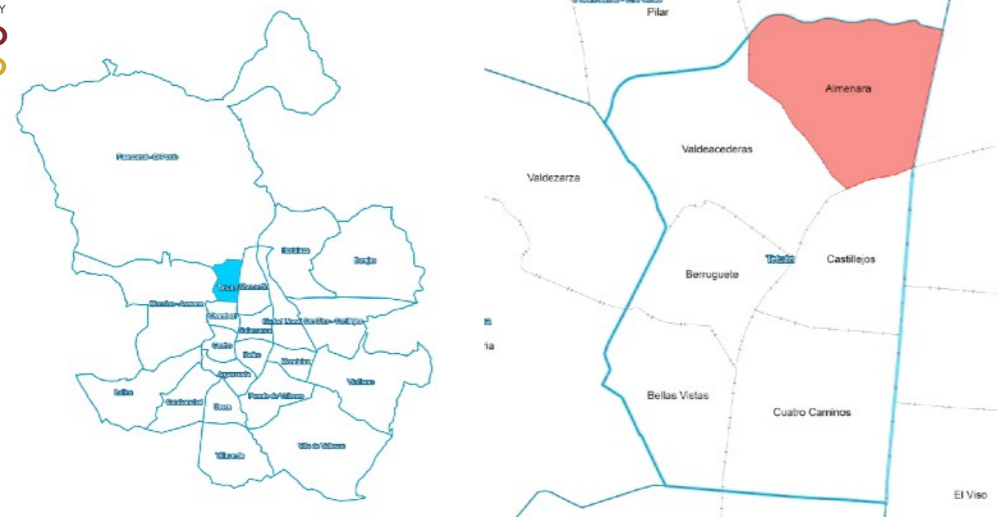 Y
Fuencarral - El Pardo
Hortaleza
Barajas
Tetuán
Chamartín
Moncloa - Aravaca
Chamberí
Ciudad Lineal
San Blas - Canillejas
Salamanca
Centro
Retiro
Moratalaz
Arganzuela
Vicálvaro
Latina
Carabanchel
Usera
Puente de Vallecas
Villa de Vallecas
Villaverde
Pilar
Almenara
Valdeacederas
Valdezarza
Berruguete
Tetuán
Castillejos
ria
Bellas Vistas
Cuatro Caminos
El Viso